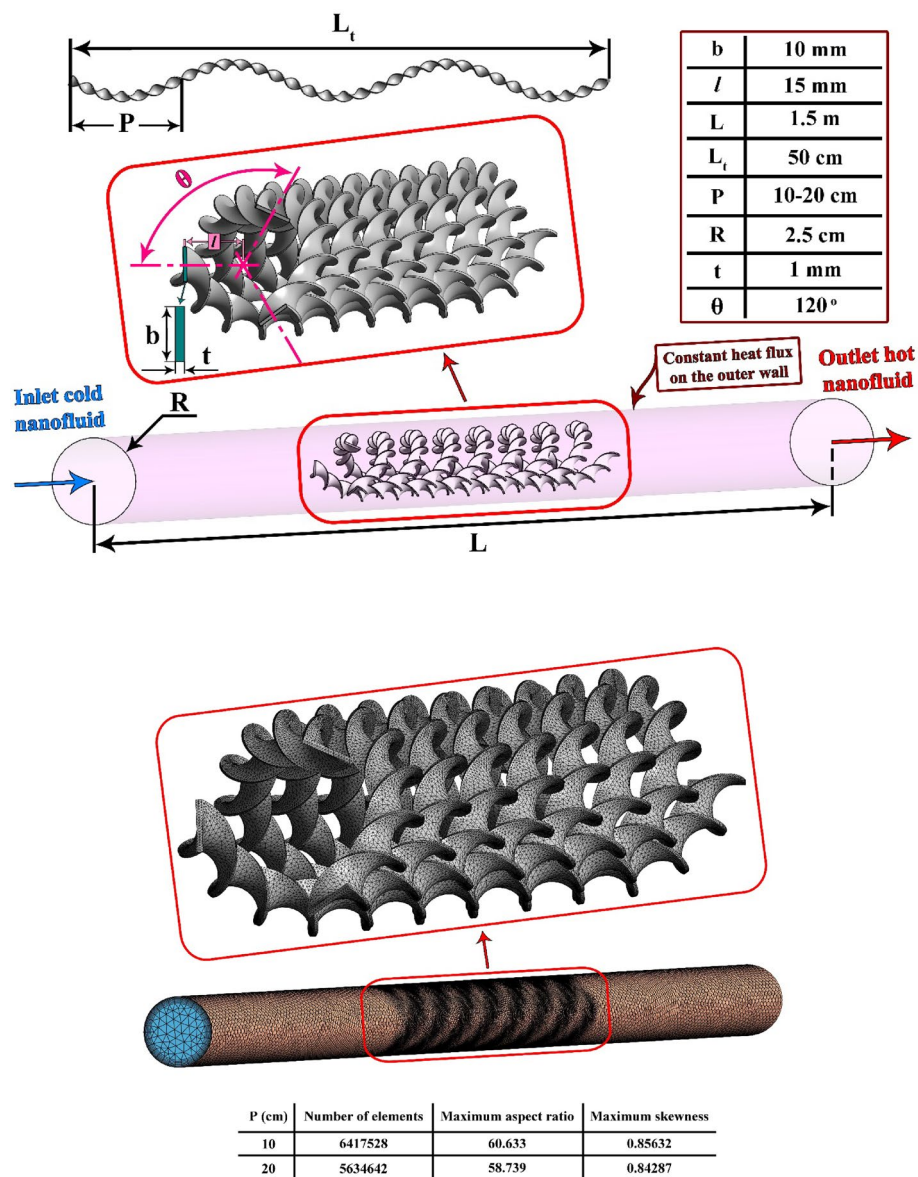 Lt
P
b 10 mm
l 15 mm
L 1.5 m
Lt 50 cm
P 10-20 cm
R 2.5 cm
t 1 mm
θ 120°
θ
l
b
t
Constant heat flux
on the outer wall
Outlet hot
nanofluid
Inlet cold
nanofluid
R
L
P (cm) Number of elements Maximum aspect ratio Maximum skewness
10 6417528 60.633 0.85632
20 5634642 58.739 0.84287